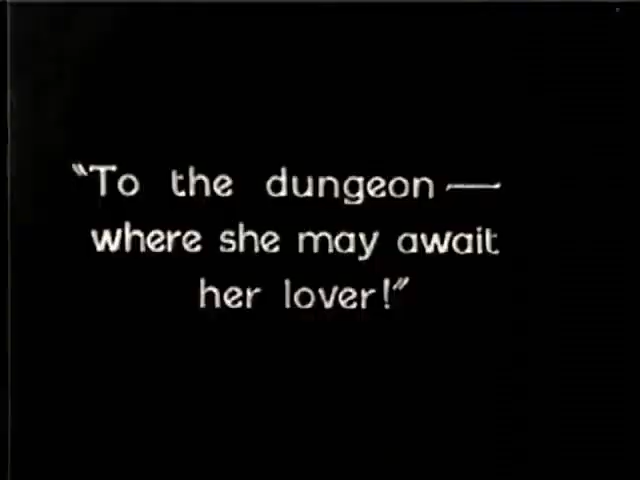 "To the dungeon —
where she may await
her lover!"